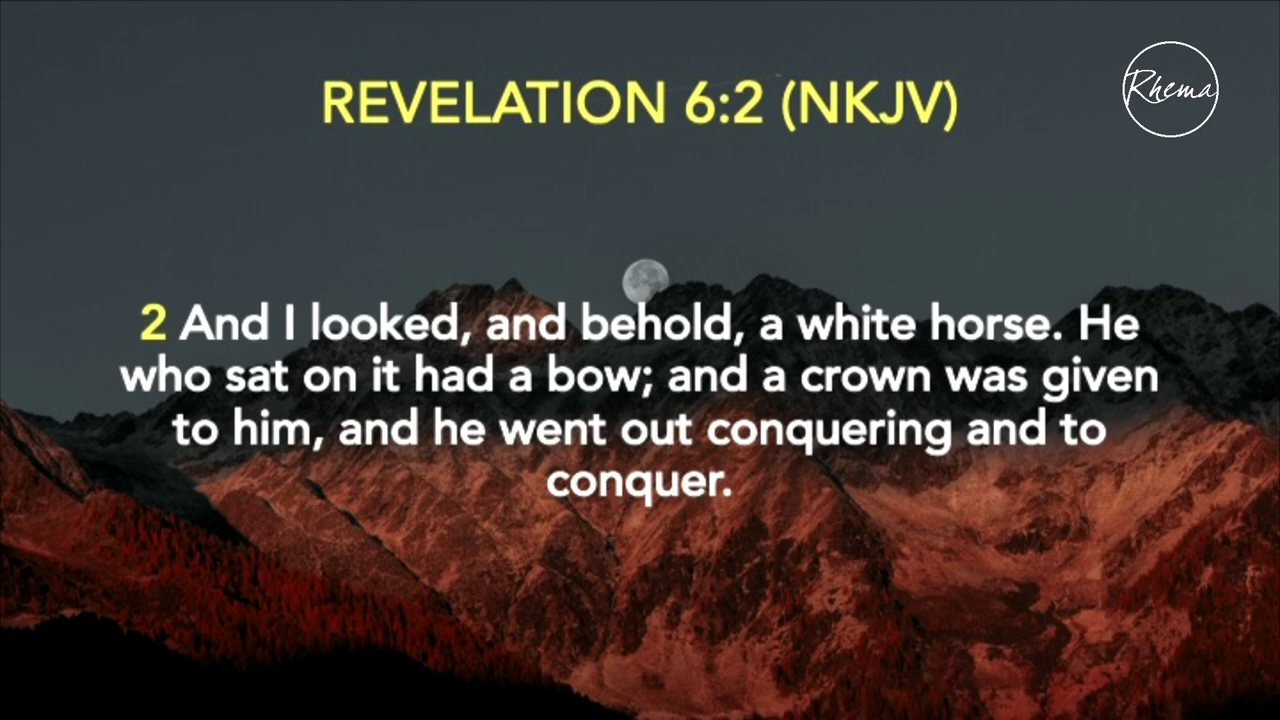 REVELATION 6:2 (NKJV)
Rhema
2 And I looked, and behold, a white horse. He
who sat on it had a bow; and a crown was given
to him, and he went out conquering and to
conquer.